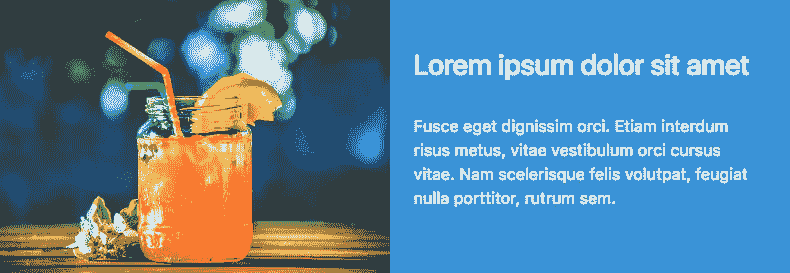 Lorem ipsum dolor sit amet
Fusce eget dignissim orci. Etiam interdum
risus metus, vitae vestibulum orci cursus
vitae. Nam scelerisque felis volutpat, feugiat
nulla porttitor, rutrum sem.